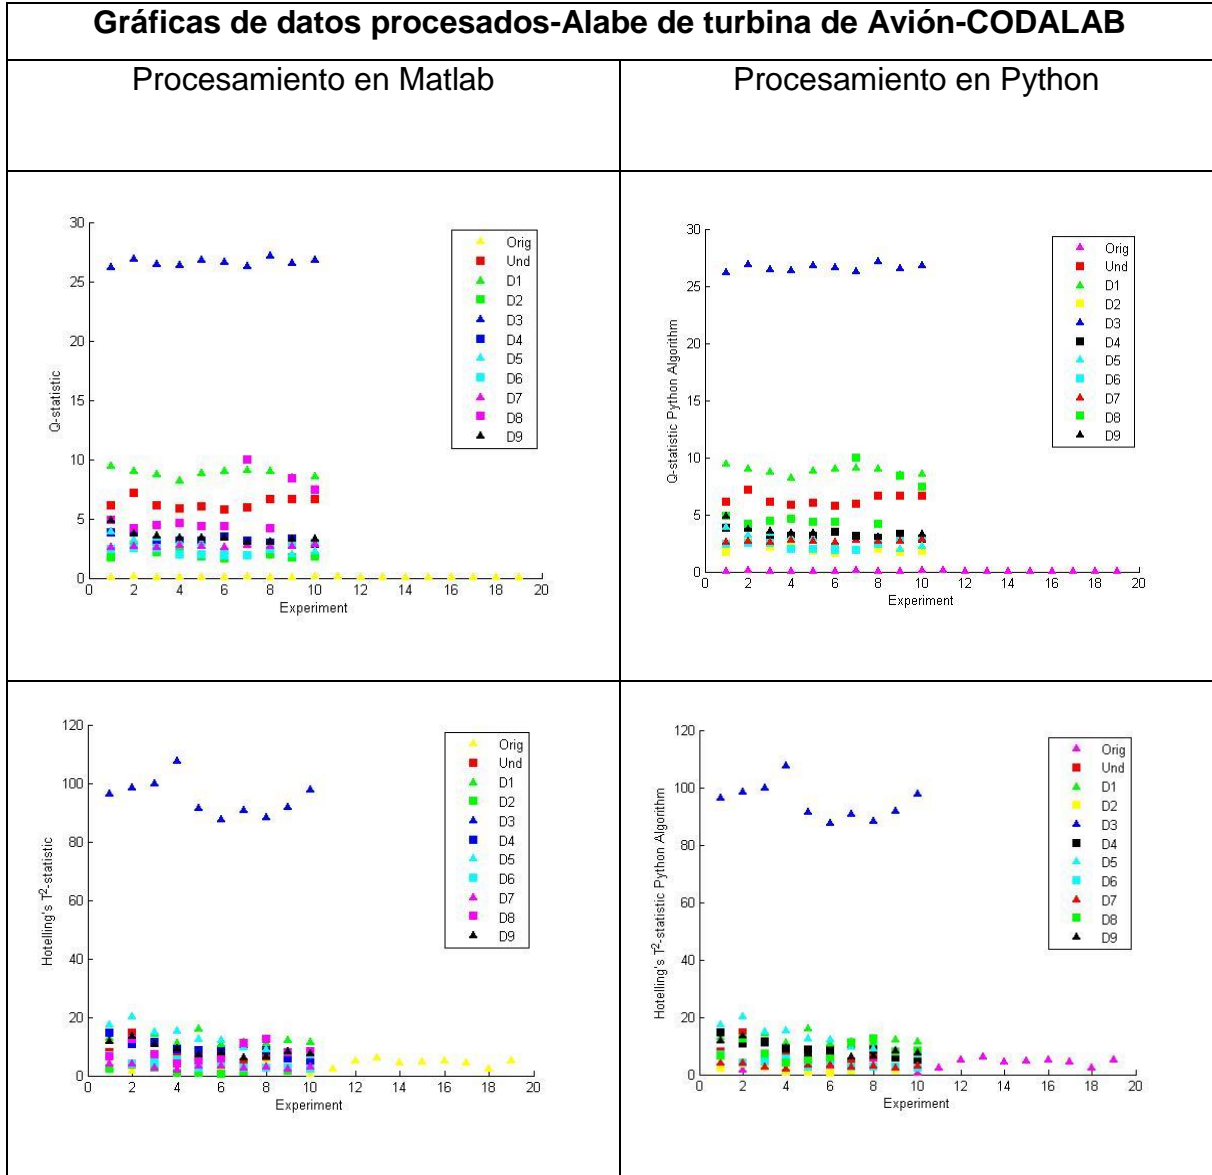 Gráficas de datos procesados-Alabe de turbina de Avión-CODALAB
Procesamiento en Matlab
Procesamiento en Python
30
25
20
15
10
5
0
Q-statistic
0 2 4 6 8 10 12 14 16 18 20
Experiment
Orig
Und
D1
D2
D3
D4
D5
D6
D7
D8
D9
30
25
20
15
10
5
0
Q-statistic Python Algorithm
0 2 4 6 8 10 12 14 16 18 20
Experiment
Orig
Und
D1
D2
D3
D4
D5
D6
D7
D8
D9
120
100
80
60
40
20
0
Hotelling's T²-statistic
0 2 4 6 8 10 12 14 16 18 20
Experiment
Orig
Und
D1
D2
D3
D4
D5
D6
D7
D8
D9
120
100
80
60
40
20
0
Hotelling's T²-statistic Python Algorithm
0 2 4 6 8 10 12 14 16 18 20
Experiment
Orig
Und
D1
D2
D3
D4
D5
D6
D7
D8
D9